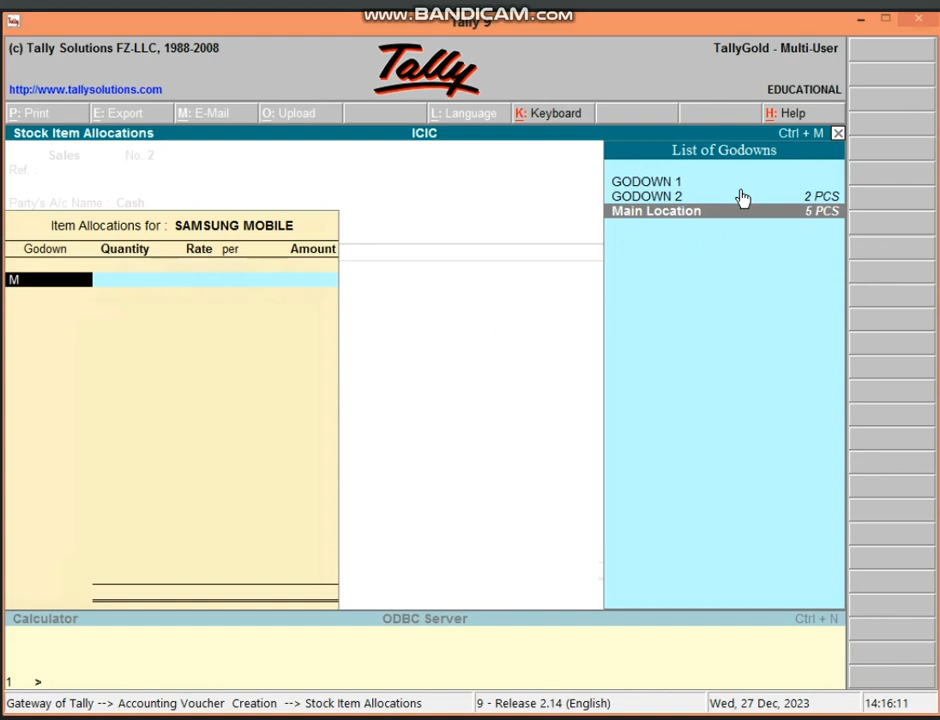 www.BANDICAM.com
Tally 9
(c) Tally Solutions FZ-LLC, 1988-2008
TallyGold - Multi-User
Tally
http://www.tallysolutions.com
EDUCATIONAL
P: Print E: Export M: E-Mail O: Upload L: Language K: Keyboard H: Help
Stock Item Allocations ICIC Ctrl + M
Sales No. 2
Ref. :
Party's A/c Name : Cash
List of Godowns
GODOWN 1
GODOWN 2 2 PCS
Main Location 5 PCS
Item Allocations for : SAMSUNG MOBILE
Godown Quantity Rate per Amount
M
Calculator ODBC Server Ctrl + N
1 >
Gateway of Tally --> Accounting Voucher Creation --> Stock Item Allocations 9 - Release 2.14 (English) Wed, 27 Dec, 2023 14:16:11